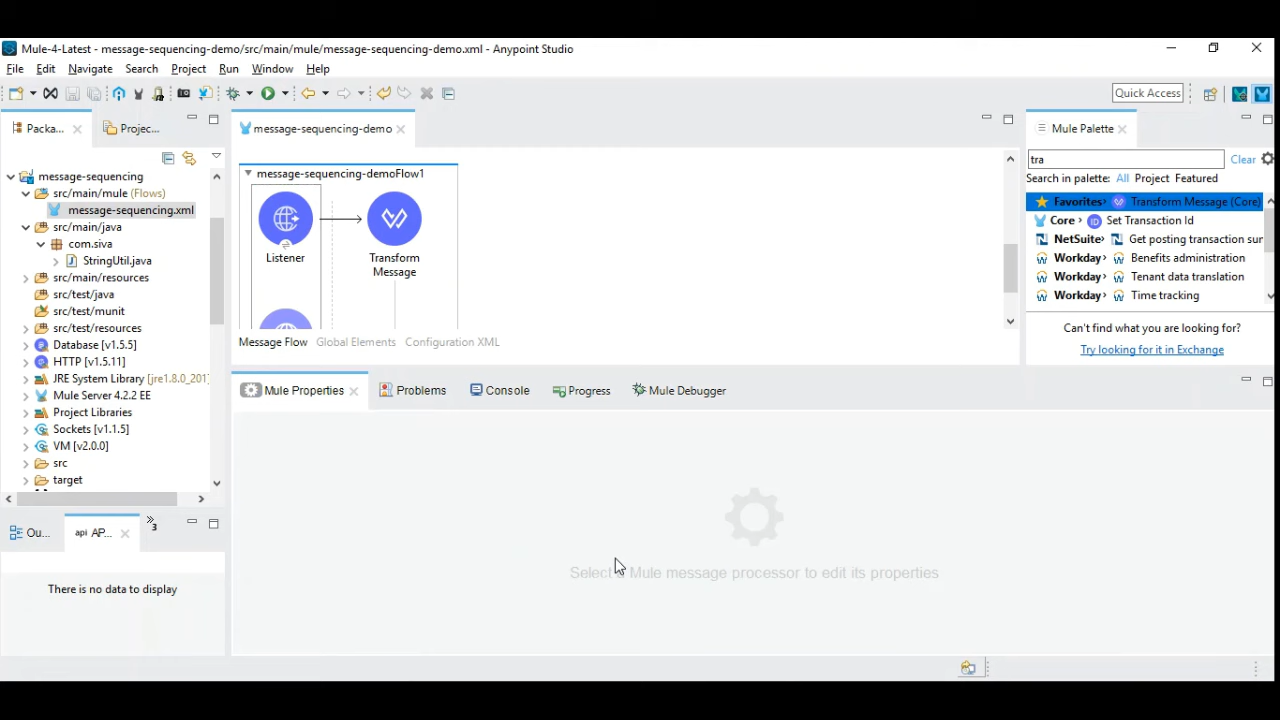 Mule-4-Latest - message-sequencing-demo/src/main/mule/message-sequencing-demo.xml - Anypoint Studio
File Edit Navigate Search Project Run Window Help
Quick Access
Packa...
Projec...
message-sequencing
src/main/mule (Flows)
message-sequencing.xml
src/main/java
com.siva
StringUtil.java
src/main/resources
src/test/java
src/test/munit
src/test/resources
Database [v1.5.5]
HTTP [v1.5.11]
JRE System Library [jre1.8.0_201]
Mule Server 4.2.2 EE
Project Libraries
Sockets [v1.1.5]
VM [v2.0.0]
src
target
Ou...
api AP...
3
There is no data to display
message-sequencing-demo
message-sequencing-demoFlow1
Listener
Transform
Message
Message Flow Global Elements Configuration XML
Mule Properties
Problems
Console
Progress
Mule Debugger
Select a Mule message processor to edit its properties
Mule Palette
tra
Clear
Search in palette: All Project Featured
Favorites> Transform Message (Core)
Core> ID Set Transaction Id
NetSuite> Get posting transaction sur
Workday> Benefits administration
Workday> Tenant data translation
Workday> Time tracking
Can't find what you are looking for?
Try looking for it in Exchange